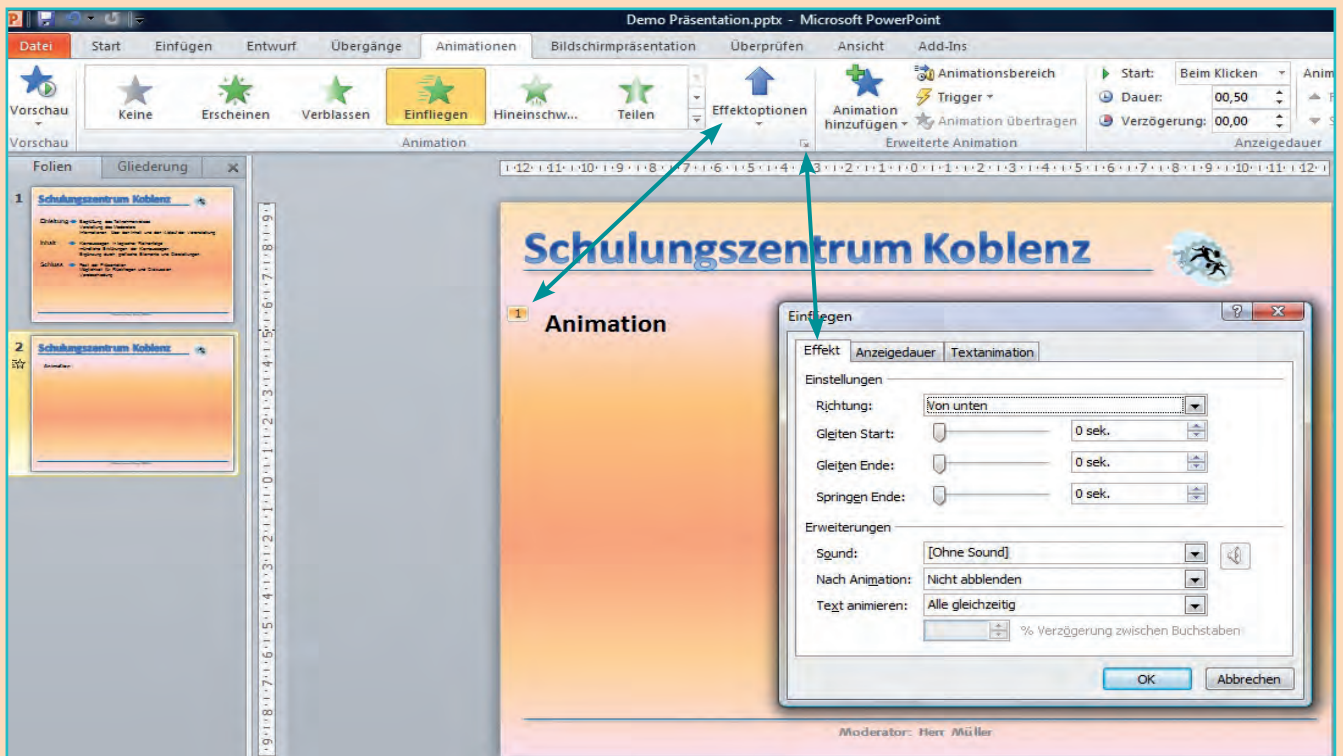 Demo Präsentation.pptx - Microsoft PowerPoint
Datei Start Einfügen Entwurf Übergänge Animationen Bildschirmpräsentation Überprüfen Ansicht Add-Ins
Vorschau Keine Erscheinen Verblassen Einfliegen Hineinschw... Teilen Effektoptionen Animation hinzufügen
Animationsbereich Start: Beim Klicken Anim
Trigger Dauer: 00,50
Animation übertragen Verzögerung: 00,00
Vorschau Animation Erweiterte Animation Anzeigedauer
Folien Gliederung
1 Schulungszentrum Koblenz
2 Schulungszentrum Koblenz
Animation
Schulungszentrum Koblenz
1 Animation
Einfliegen
Effekt Anzeigedauer Textanimation
Einstellungen
Richtung: Von unten
Gleiten Start: 0 sek.
Gleiten Ende: 0 sek.
Springen Ende: 0 sek.
Erweiterungen
Sound: [Ohne Sound]
Nach Animation: Nicht abblenden
Text animieren: Alle gleichzeitig
% Verzögerung zwischen Buchstaben
OK Abbrechen
Moderator: Herr Müller